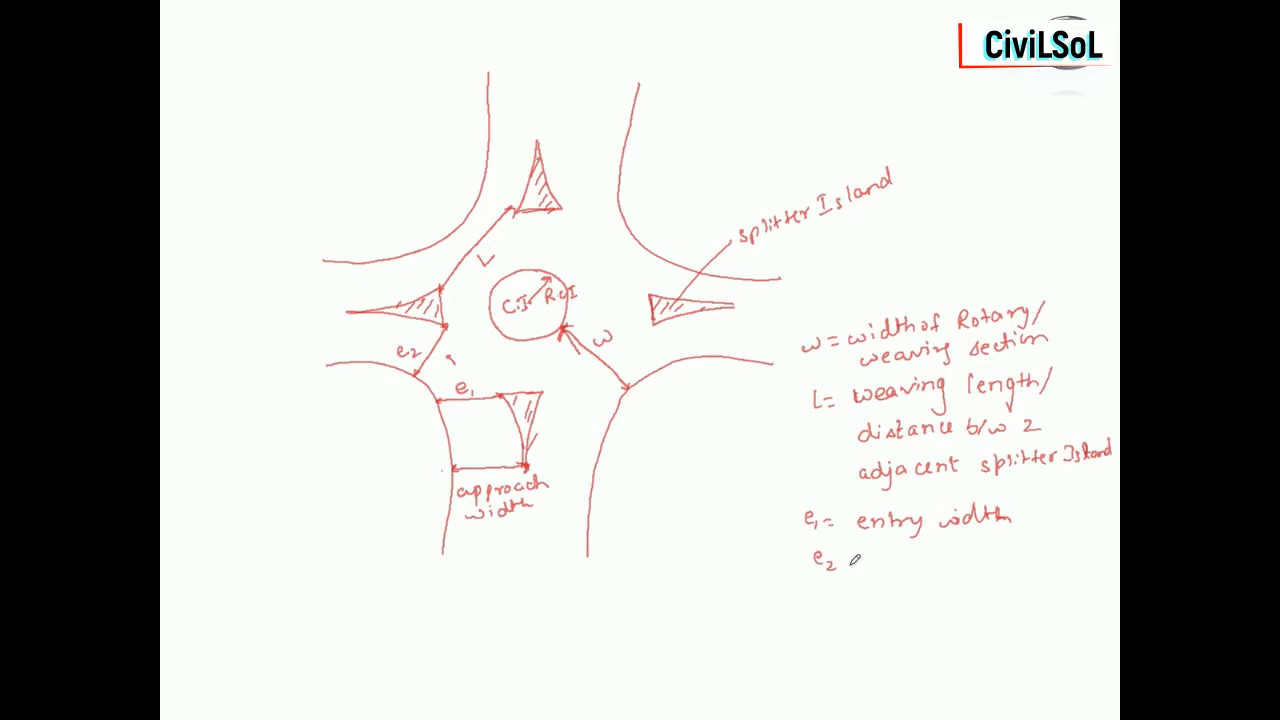 CiviLSoL
splitter Island
L
C.I
RCI
w
e2
e1
approach
width
w = width of Rotary/
weaving section
L = weaving length/
distance b/w 2
adjacent splitter Island
e1 = entry width
e2